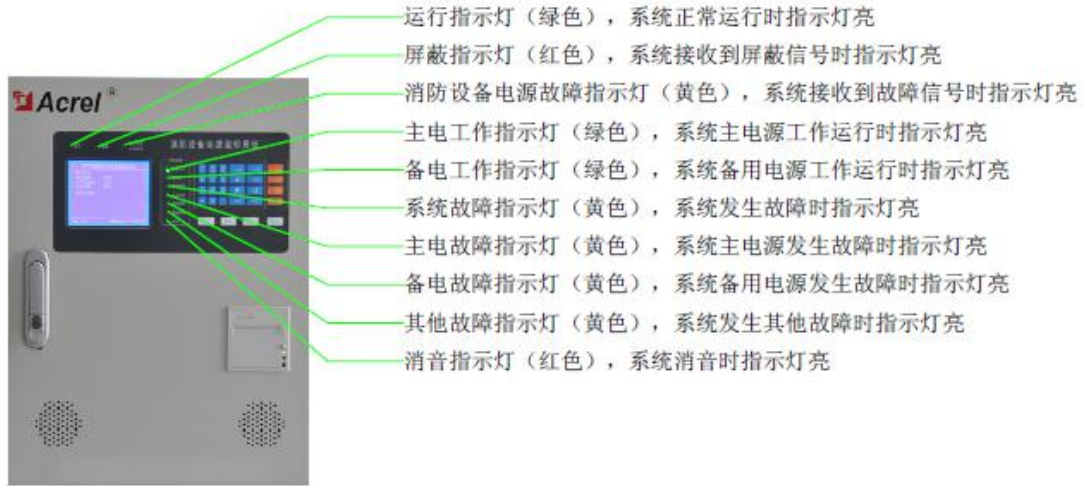 Acrel®
消防设备电源监控系统
运行指示灯（绿色），系统正常运行时指示灯亮
屏蔽指示灯（红色），系统接收到屏蔽信号时指示灯亮
消防设备电源故障指示灯（黄色），系统接收到故障信号时指示灯亮
主电工作指示灯（绿色），系统主电源工作运行时指示灯亮
备电工作指示灯（绿色），系统备用电源工作运行时指示灯亮
系统故障指示灯（黄色），系统发生故障时指示灯亮
主电故障指示灯（黄色），系统主电源发生故障时指示灯亮
备电故障指示灯（黄色），系统备用电源发生故障时指示灯亮
其他故障指示灯（黄色），系统发生其他故障时指示灯亮
消音指示灯（红色），系统消音时指示灯亮